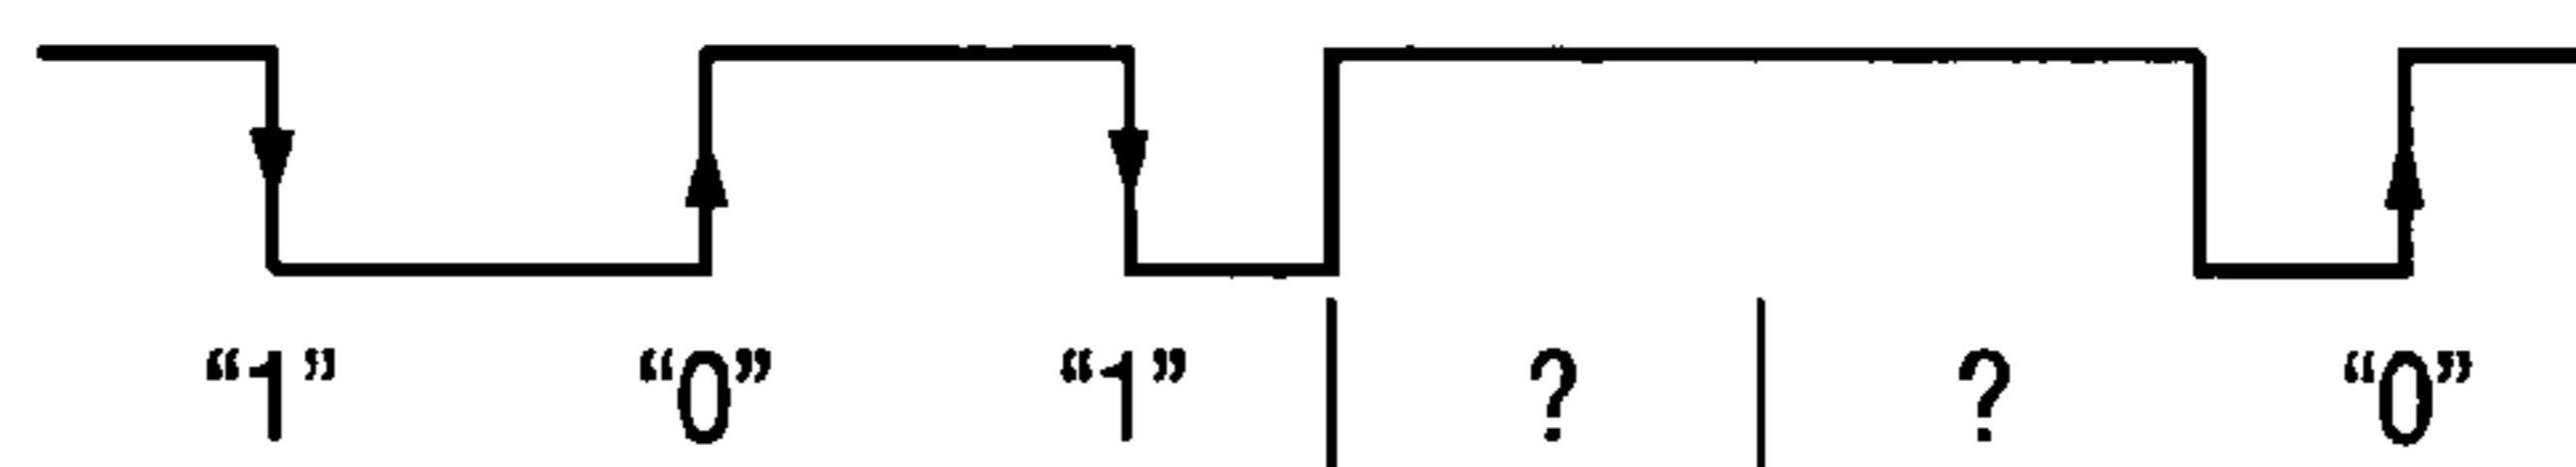 “1” “0” “1” ? ? “0”